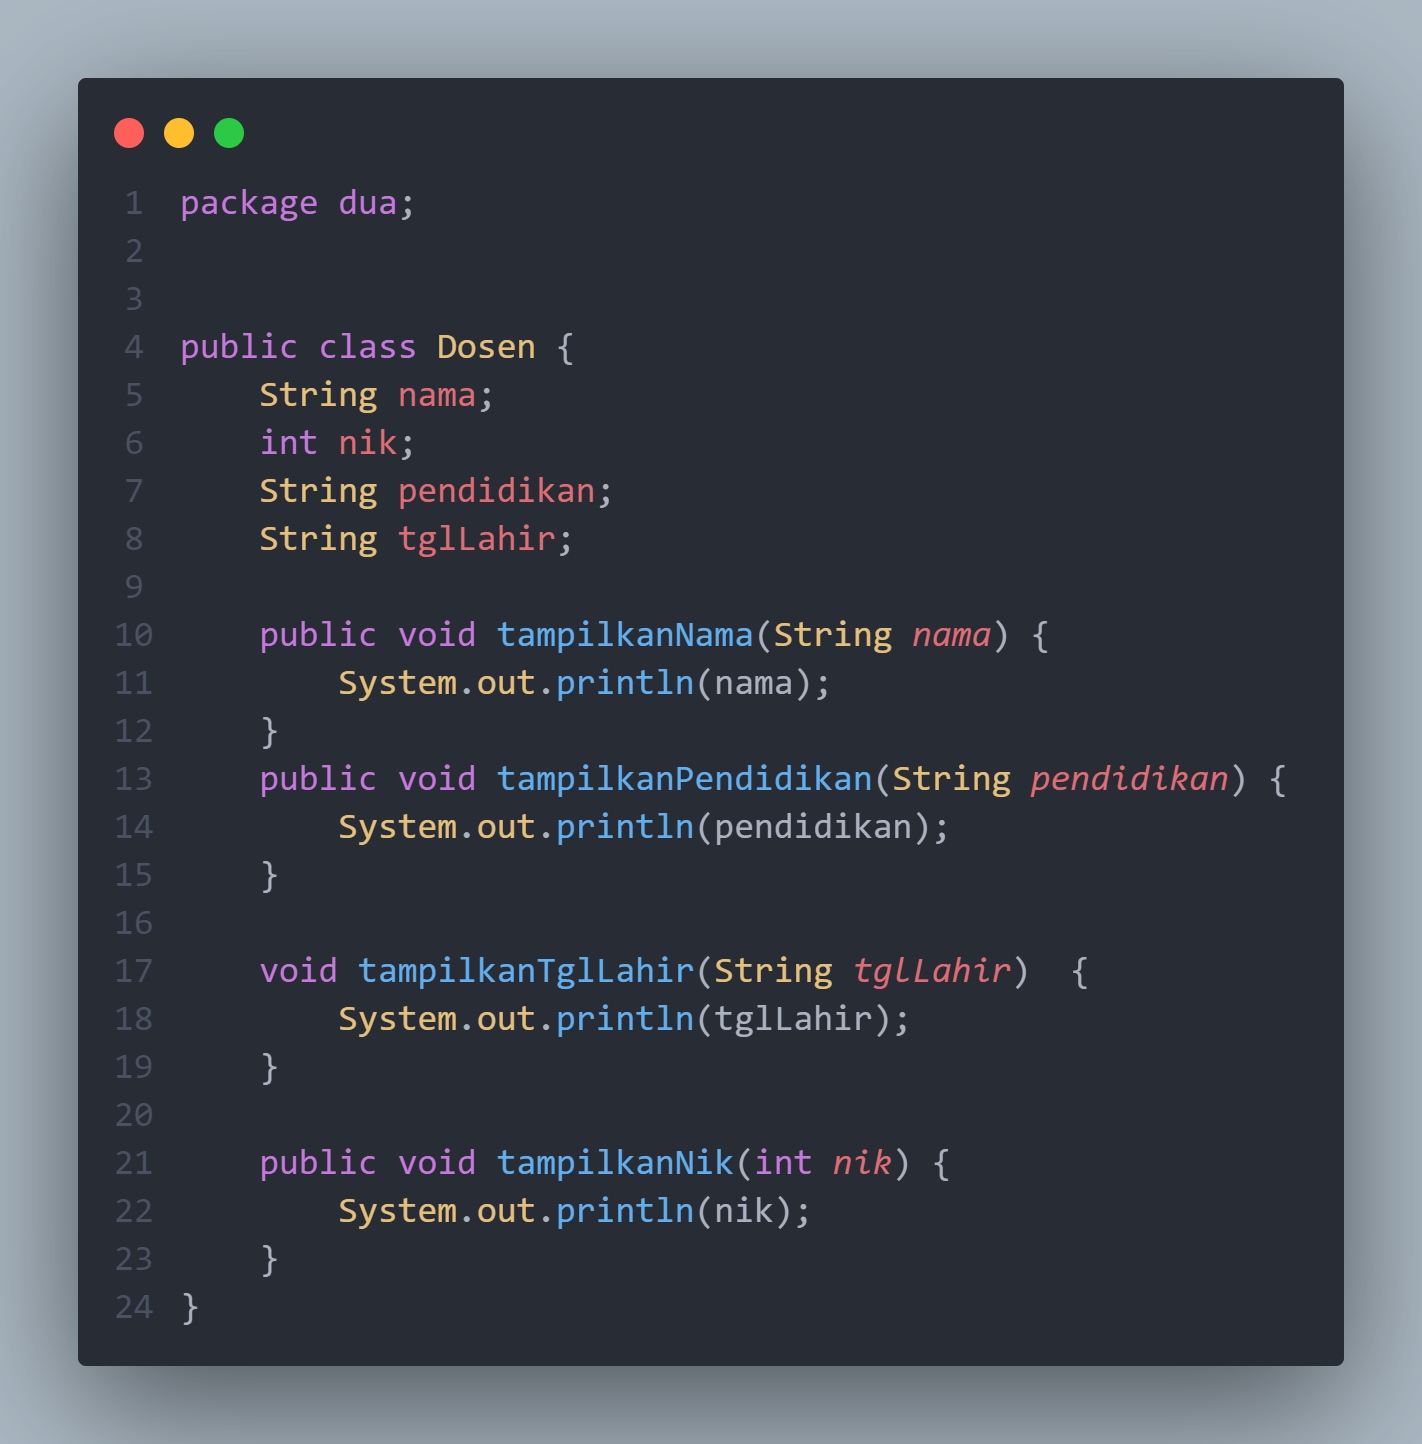 1 package dua;
2
3
4 public class Dosen {
5     String nama;
6     int nik;
7     String pendidikan;
8     String tglLahir;
9
10     public void tampilkanNama(String nama) {
11         System.out.println(nama);
12     }
13     public void tampilkanPendidikan(String pendidikan) {
14         System.out.println(pendidikan);
15     }
16
17     void tampilkanTglLahir(String tglLahir)  {
18         System.out.println(tglLahir);
19     }
20
21     public void tampilkanNik(int nik) {
22         System.out.println(nik);
23     }
24 }